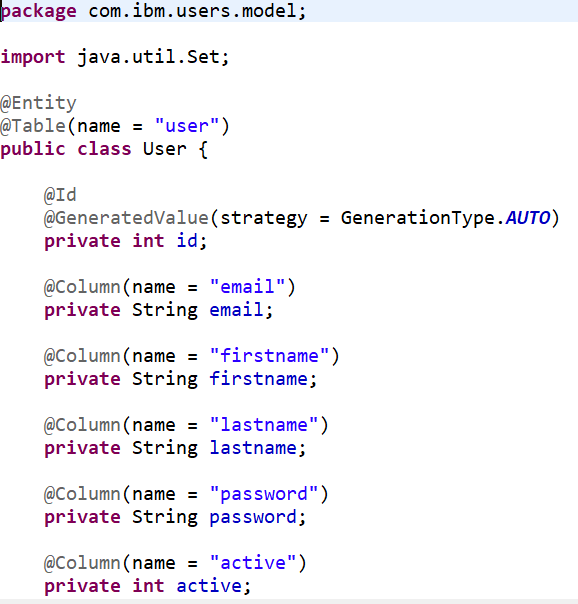 package com.ibm.users.model;
import java.util.Set;
@Entity
@Table(name = "user")
public class User {
@Id
@GeneratedValue(strategy = GenerationType.AUTO)
private int id;
@Column(name = "email")
private String email;
@Column(name = "firstname")
private String firstname;
@Column(name = "lastname")
private String lastname;
@Column(name = "password")
private String password;
@Column(name = "active")
private int active;